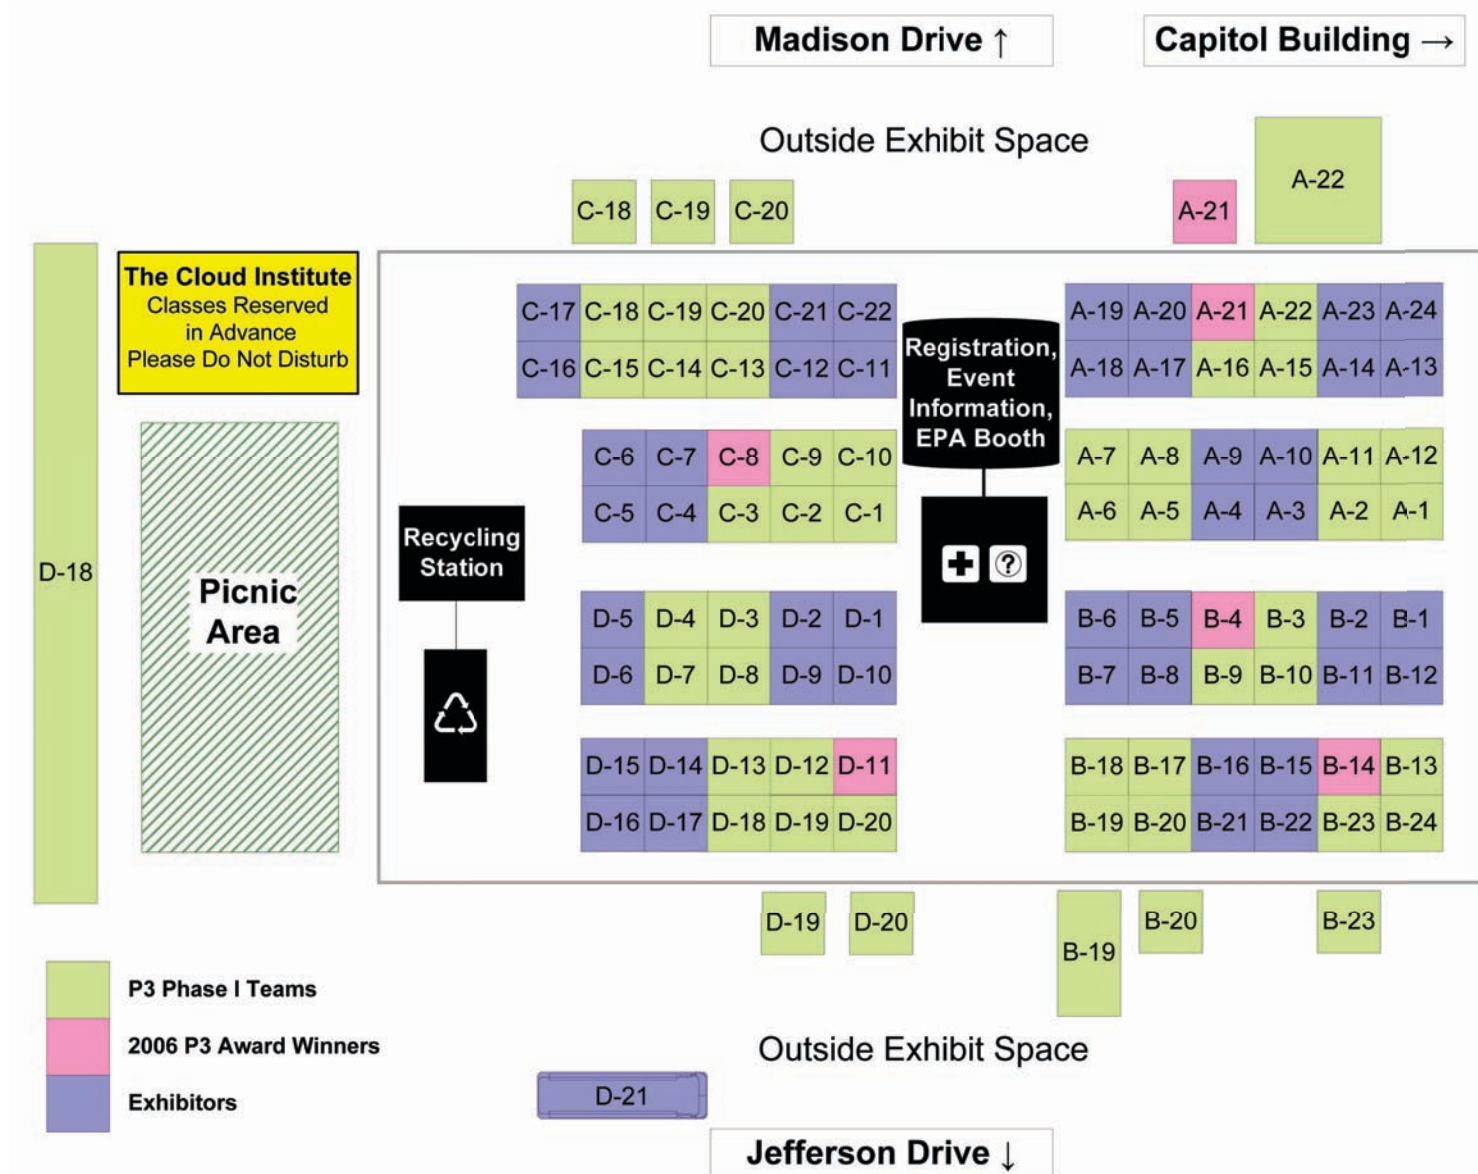 Madison Drive ↑
Capitol Building →
Outside Exhibit Space
A-22
C-18 C-19 C-20
A-21
The Cloud Institute
Classes Reserved
in Advance
Please Do Not Disturb
C-17 C-18 C-19 C-20 C-21 C-22
C-16 C-15 C-14 C-13 C-12 C-11
Registration,
Event
Information,
EPA Booth
A-19 A-20 A-21 A-22 A-23 A-24
A-18 A-17 A-16 A-15 A-14 A-13
C-6 C-7 C-8 C-9 C-10
C-5 C-4 C-3 C-2 C-1
A-7 A-8 A-9 A-10 A-11 A-12
A-6 A-5 A-4 A-3 A-2 A-1
Recycling
Station
?
D-18
Picnic
Area
D-5 D-4 D-3 D-2 D-1
D-6 D-7 D-8 D-9 D-10
B-6 B-5 B-4 B-3 B-2 B-1
B-7 B-8 B-9 B-10 B-11 B-12
D-15 D-14 D-13 D-12 D-11
D-16 D-17 D-18 D-19 D-20
B-18 B-17 B-16 B-15 B-14 B-13
B-19 B-20 B-21 B-22 B-23 B-24
D-19 D-20
B-19
B-20
B-23
P3 Phase I Teams
2006 P3 Award Winners
Exhibitors
Outside Exhibit Space
D-21
Jefferson Drive ↓